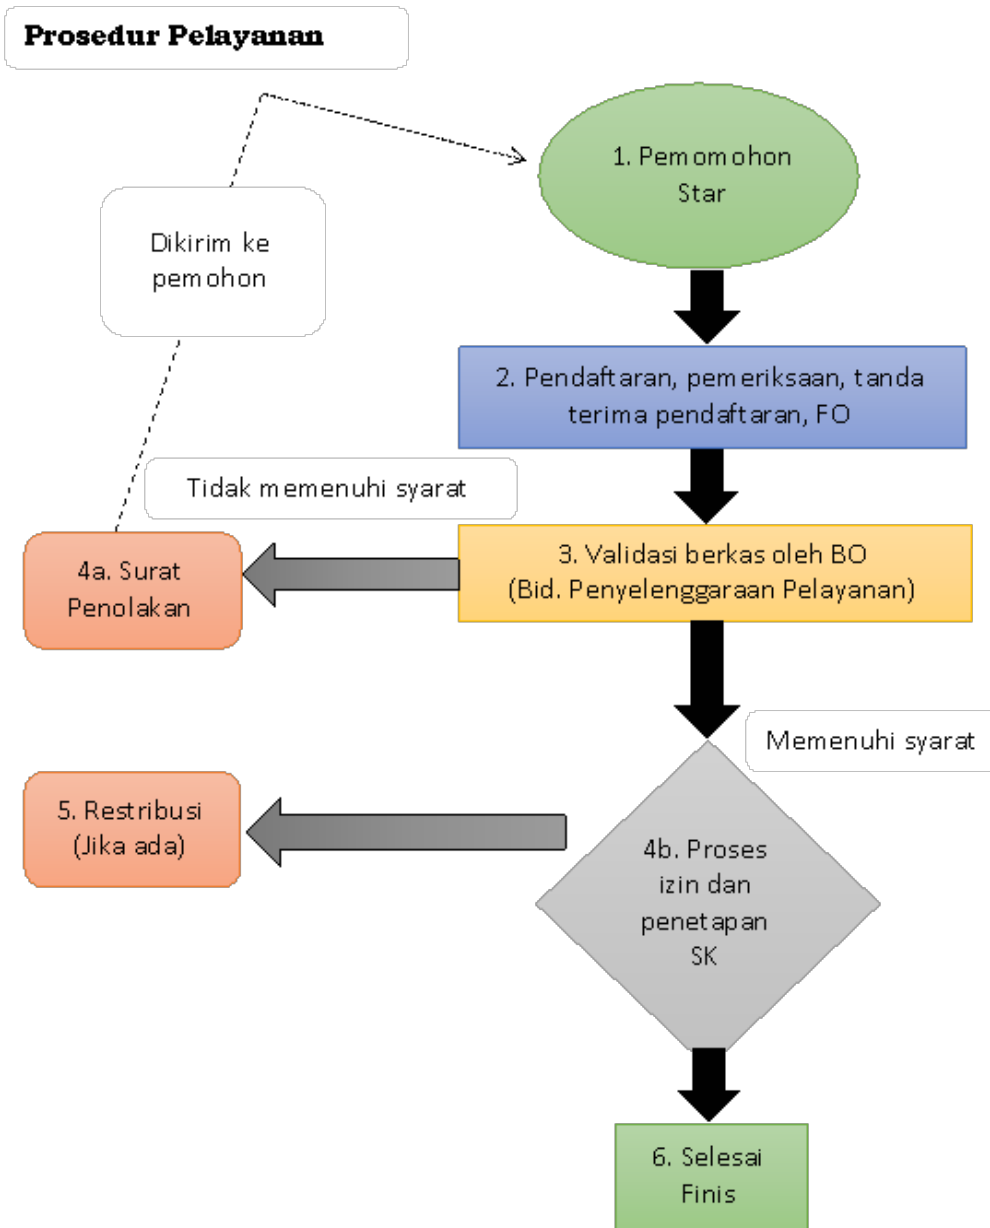 Prosedur Pelayanan
1. Pemomohon
Star
Dikirim ke
pemohon
2. Pendaftaran, pemeriksaan, tanda
terima pendaftaran, FO
Tidak memenuhi syarat
3. Validasi berkas oleh BO
(Bid. Penyelenggaraan Pelayanan)
4a. Surat
Penolakan
Memenuhi syarat
5. Restribusi
(Jika ada)
4b. Proses
izin dan
penetapan
SK
6. Selesai
Finis